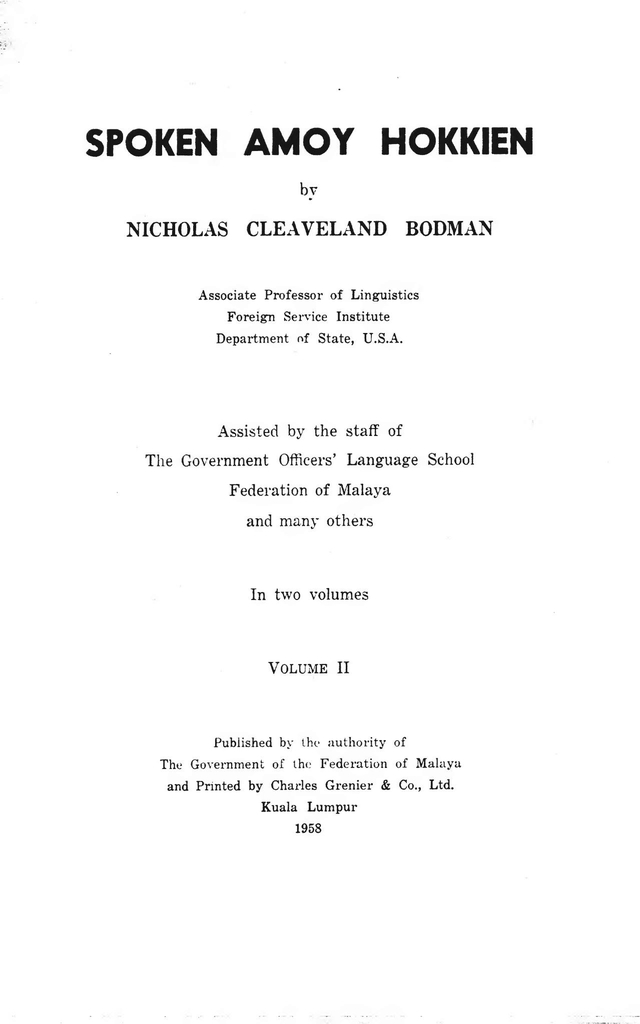 SPOKEN AMOY HOKKIEN
by
NICHOLAS CLEAVELAND BODMAN
Associate Professor of Linguistics
Foreign Service Institute
Department of State, U.S.A.
Assisted by the staff of
The Government Officers' Language School
Federation of Malaya
and many others
In two volumes
VOLUME II
Published by the authority of
The Government of the Federation of Malaya
and Printed by Charles Grenier & Co., Ltd.
Kuala Lumpur
1958